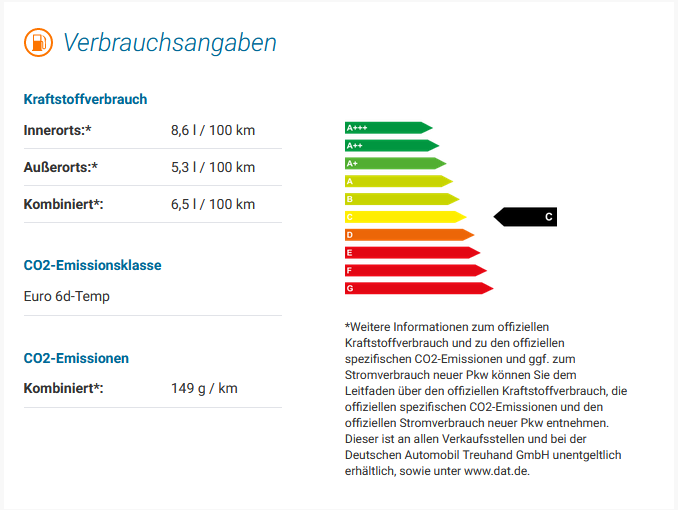 Verbrauchsangaben
Kraftstoffverbrauch
Innerorts:* 8,6 l / 100 km
Außerorts:* 5,3 l / 100 km
Kombiniert*: 6,5 l / 100 km
CO2-Emissionsklasse
Euro 6d-Temp
CO2-Emissionen
Kombiniert*: 149 g / km
A+++
A++
A+
A
B
C C
D
E
F
G
*Weitere Informationen zum offiziellen
Kraftstoffverbrauch und zu den offiziellen
spezifischen CO2-Emissionen und ggf. zum
Stromverbrauch neuer Pkw können Sie dem
Leitfaden über den offiziellen Kraftstoffverbrauch, die
offiziellen spezifischen CO2-Emissionen und den
offiziellen Stromverbrauch neuer Pkw entnehmen.
Dieser ist an allen Verkaufsstellen und bei der
Deutschen Automobil Treuhand GmbH unentgeltlich
erhältlich, sowie unter www.dat.de.